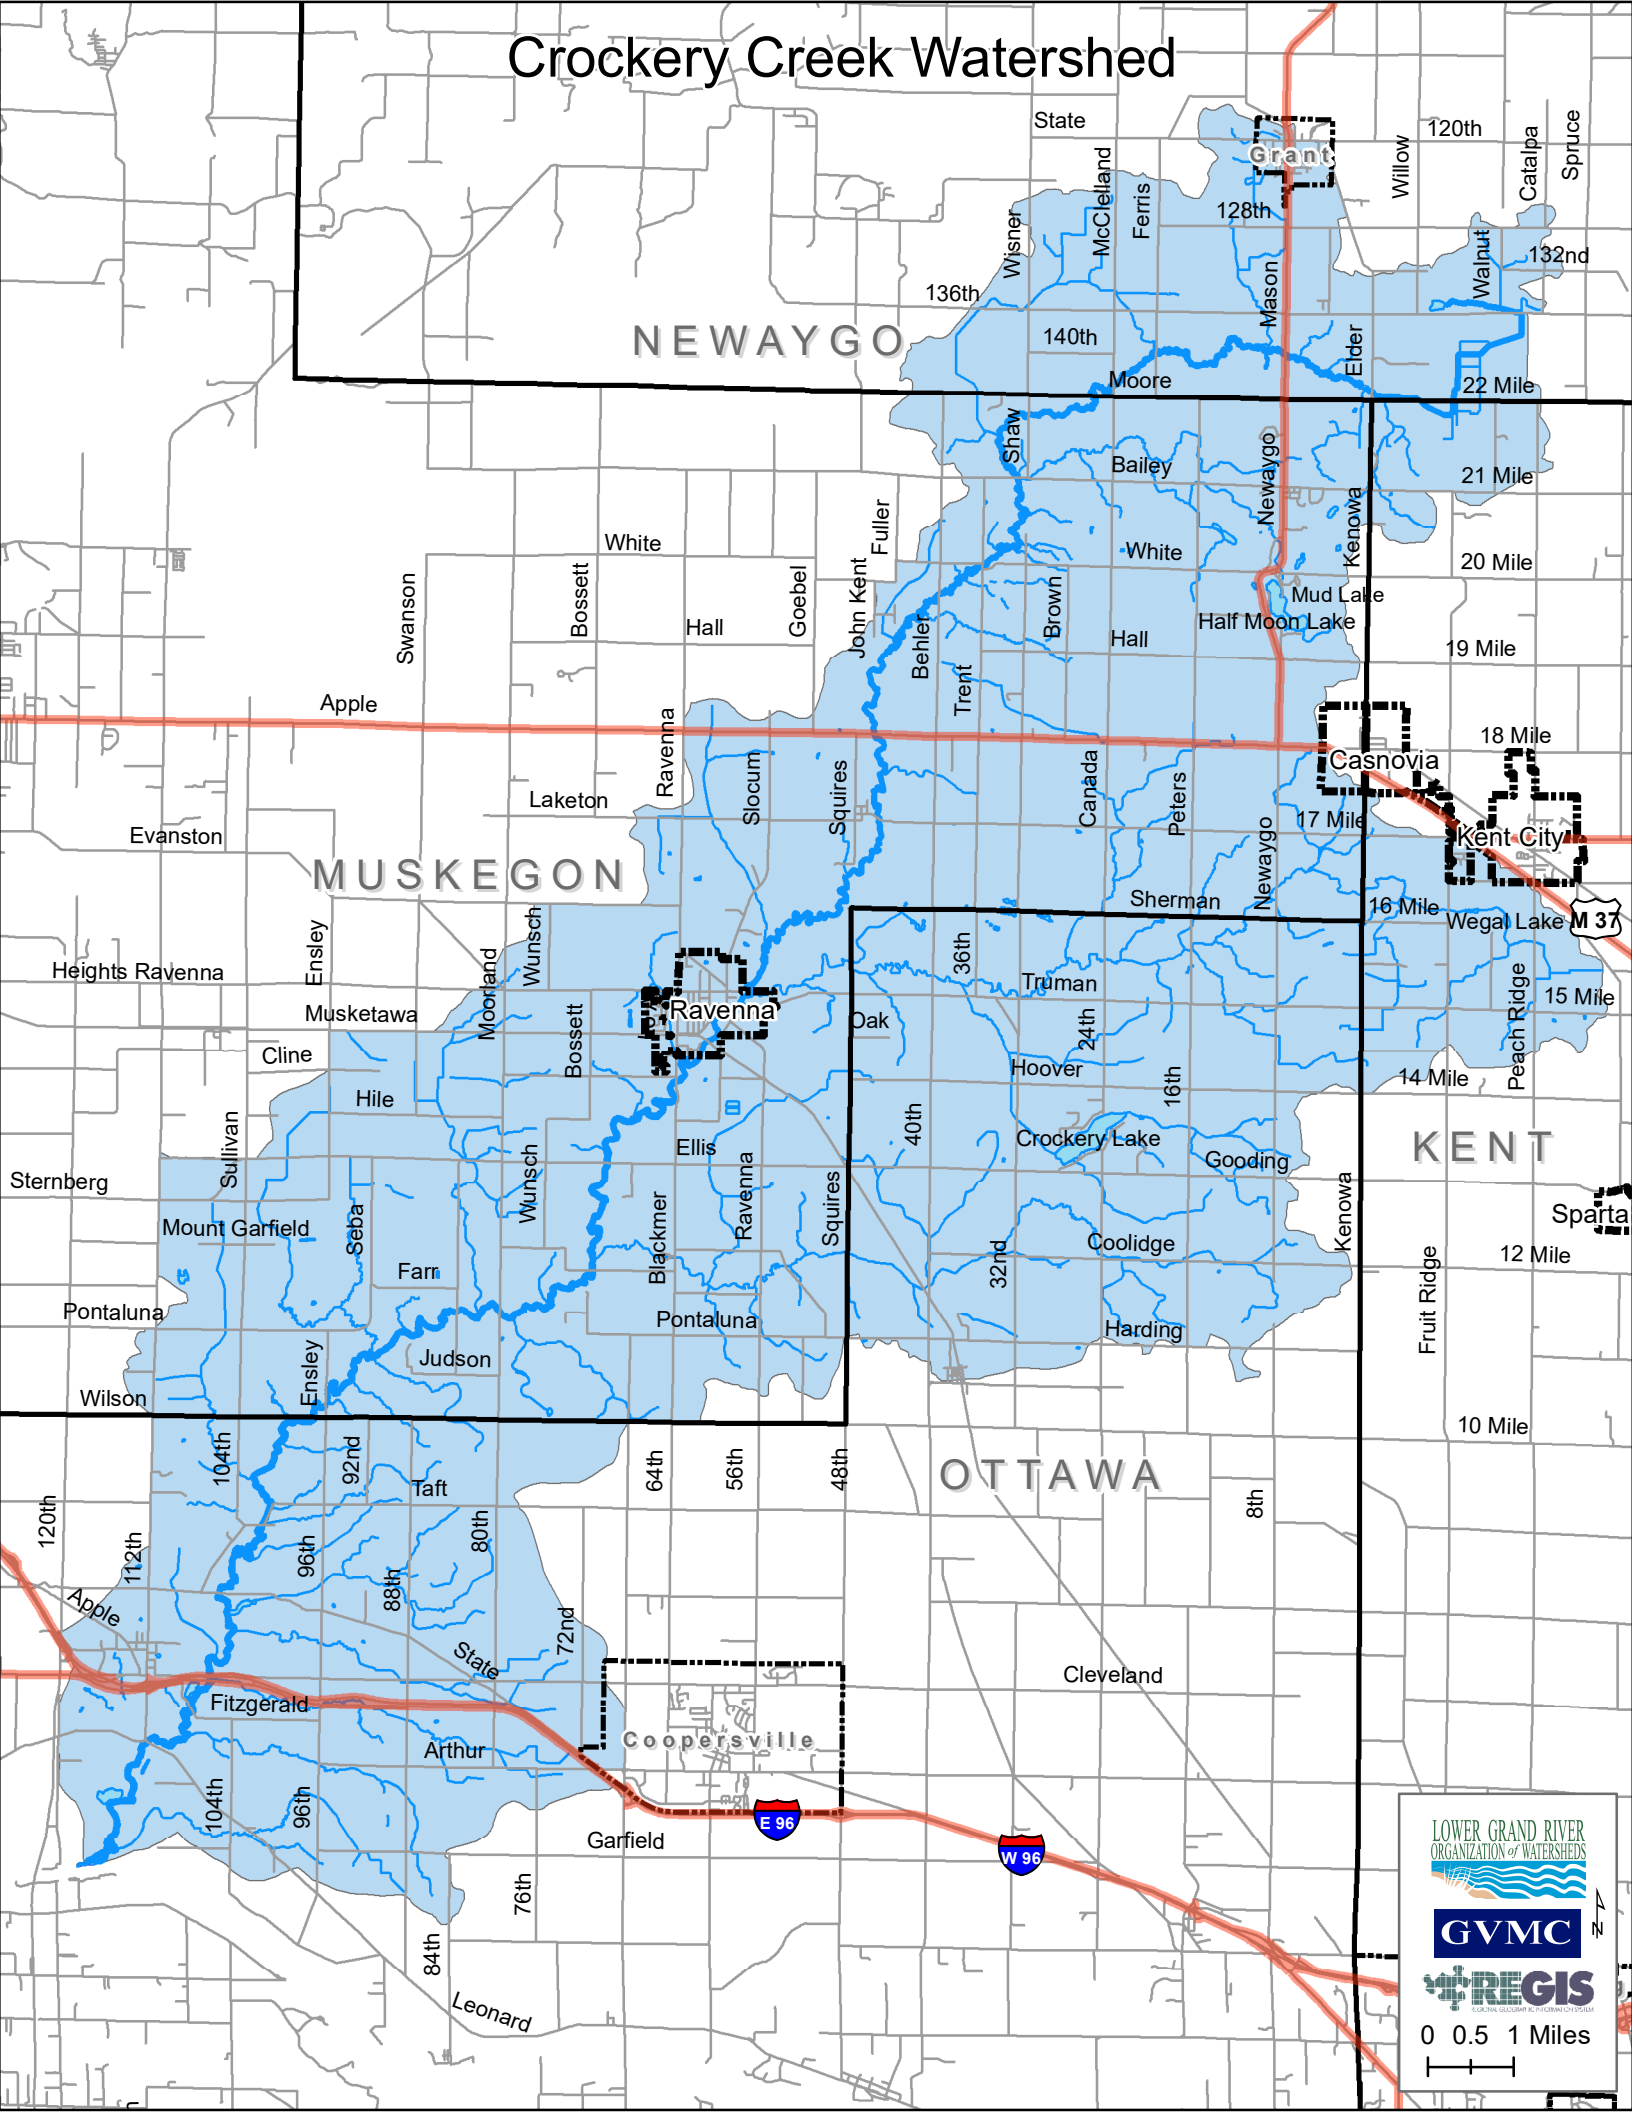 Crockery Creek Watershed
State
Grant
120th
Willow
Catalpa
Spruce
McClelland
Ferris
128th
Wisner
Walnut
132nd
136th
Mason
NEWAYGO
140th
Elder
Moore
22 Mile
Shaw
Bailey
Newaygo
21 Mile
Kenowa
Fuller
White
White
20 Mile
Swanson
Bossett
Goebel
John Kent
Brown
Mud Lake
Hall
Behler
Half Moon Lake
Hall
19 Mile
Trent
Apple
Ravenna
18 Mile
Casnovia
Slocum
Squires
Canada
Peters
Laketon
17 Mile
Evanston
Kent City
Newaygo
MUSKEGON
Sherman
16 Mile
Wegal Lake
M 37
Ensley
Wunsch
Moorland
36th
Heights Ravenna
Truman
Peach Ridge
15 Mile
Musketawa
Ravenna
Oak
24th
Cline
Bossett
Hoover
14 Mile
16th
Hile
40th
Crockery Lake
Sullivan
Ellis
KENT
Sternberg
Wunsch
Ravenna
Squires
Gooding
Kenowa
Mount Garfield
Seba
Blackmer
Sparta
32nd
Coolidge
12 Mile
Farr
Fruit Ridge
Pontaluna
Pontaluna
Harding
Ensley
Judson
Wilson
10 Mile
104th
92nd
64th
56th
48th
OTTAWA
Taft
8th
120th
112th
96th
80th
88th
Apple
72nd
State
Cleveland
Fitzgerald
Coopersville
Arthur
104th
96th
E 96
Garfield
W 96
76th
84th
Leonard
LOWER GRAND RIVER
ORGANIZATION of WATERSHEDS
GVMC
N
REGIS
REGIONAL GEOGRAPHIC INFORMATION SYSTEM
0 0.5 1 Miles